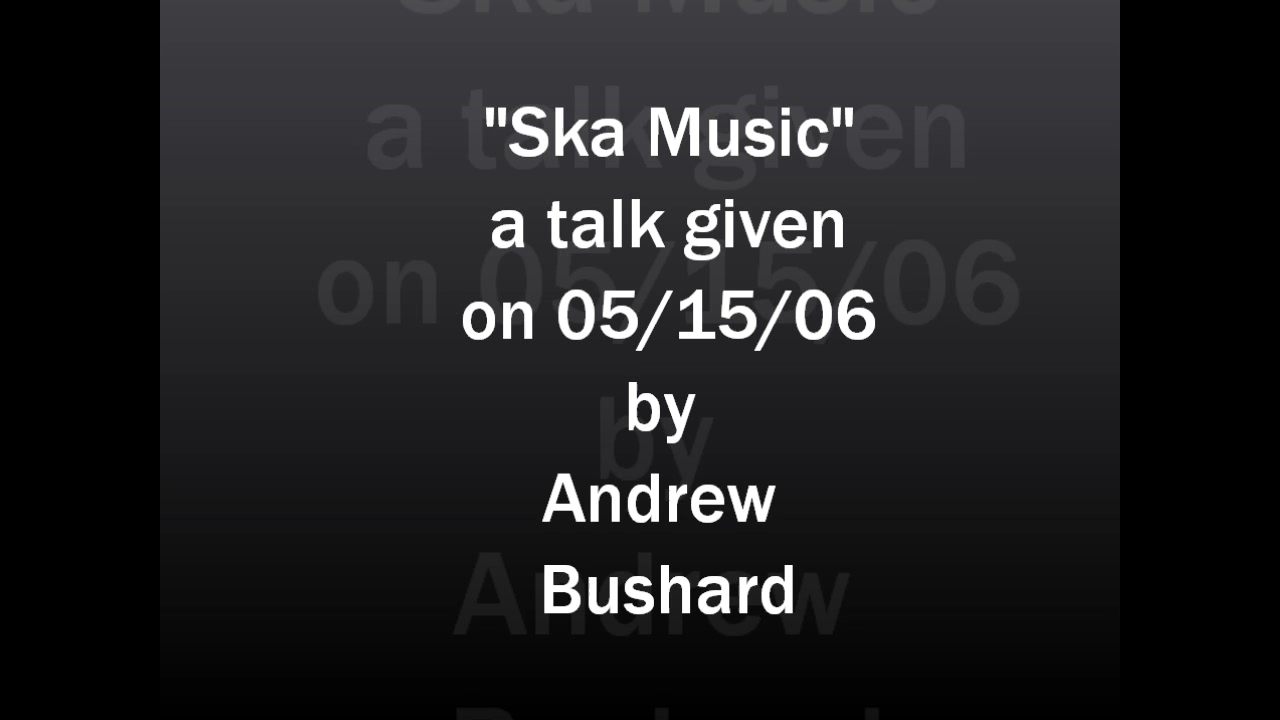 "Ska Music"
a talk given
on 05/15/06
by
Andrew
Bushard